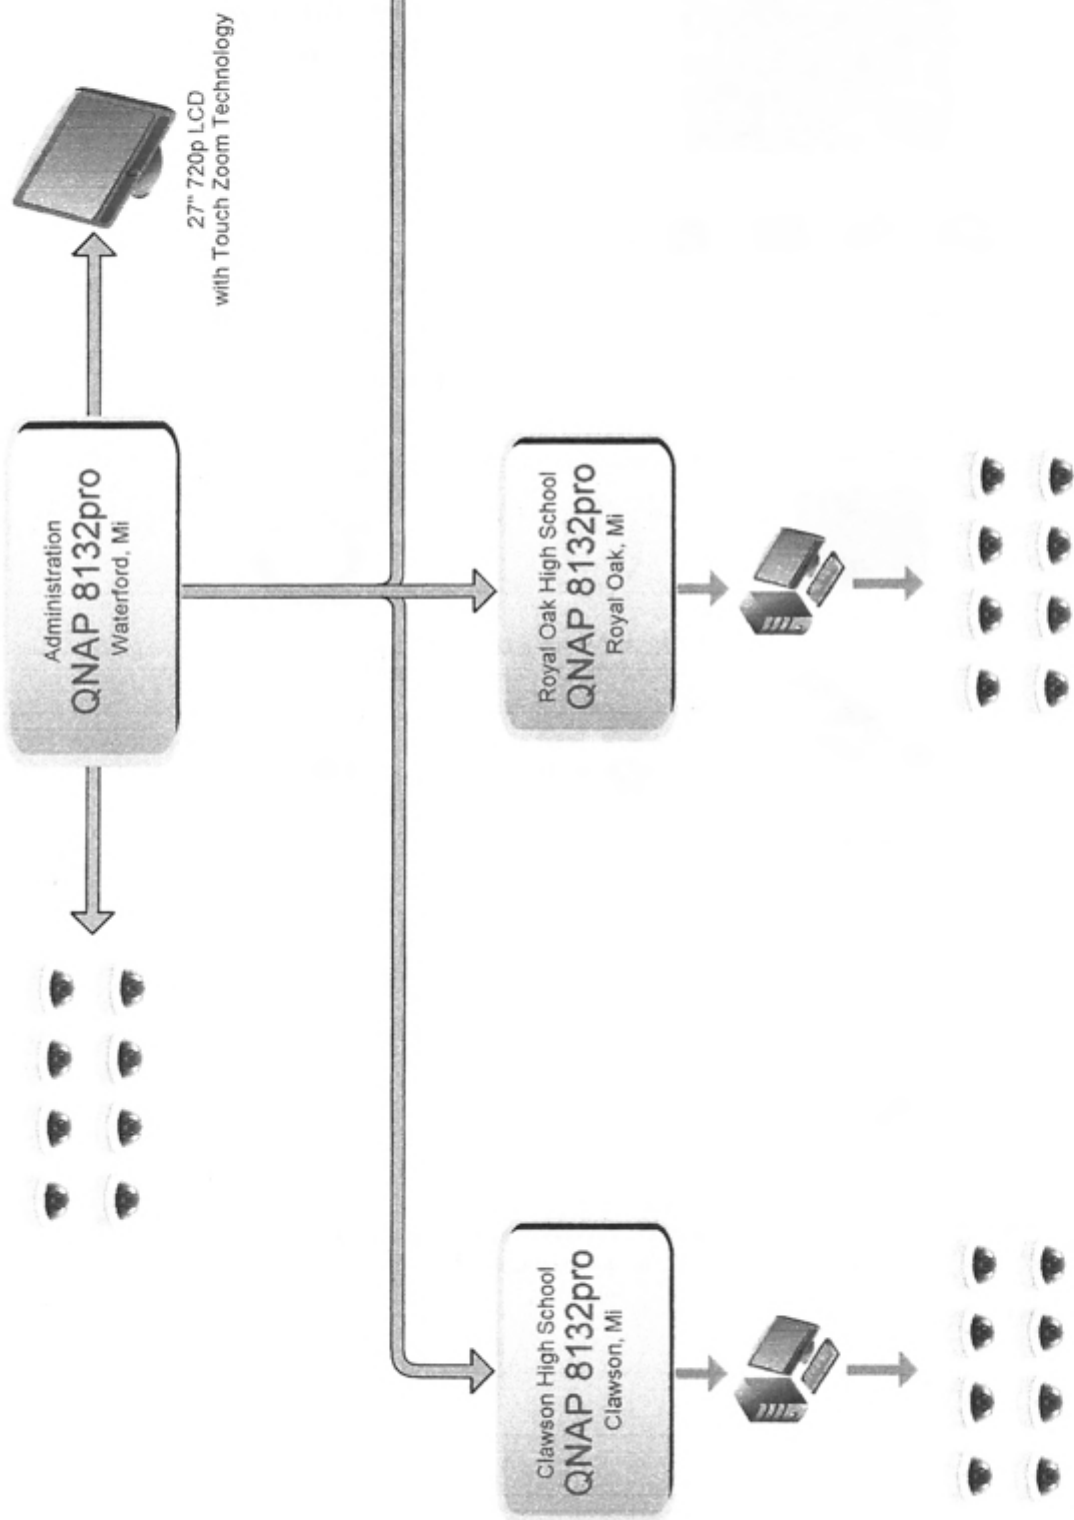 27" 720p LCD
with Touch Zoom Technology
Administration
QNAP 8132pro
Waterford, Mi
Royal Oak High School
QNAP 8132pro
Royal Oak, Mi
Clawson High School
QNAP 8132pro
Clawson, Mi